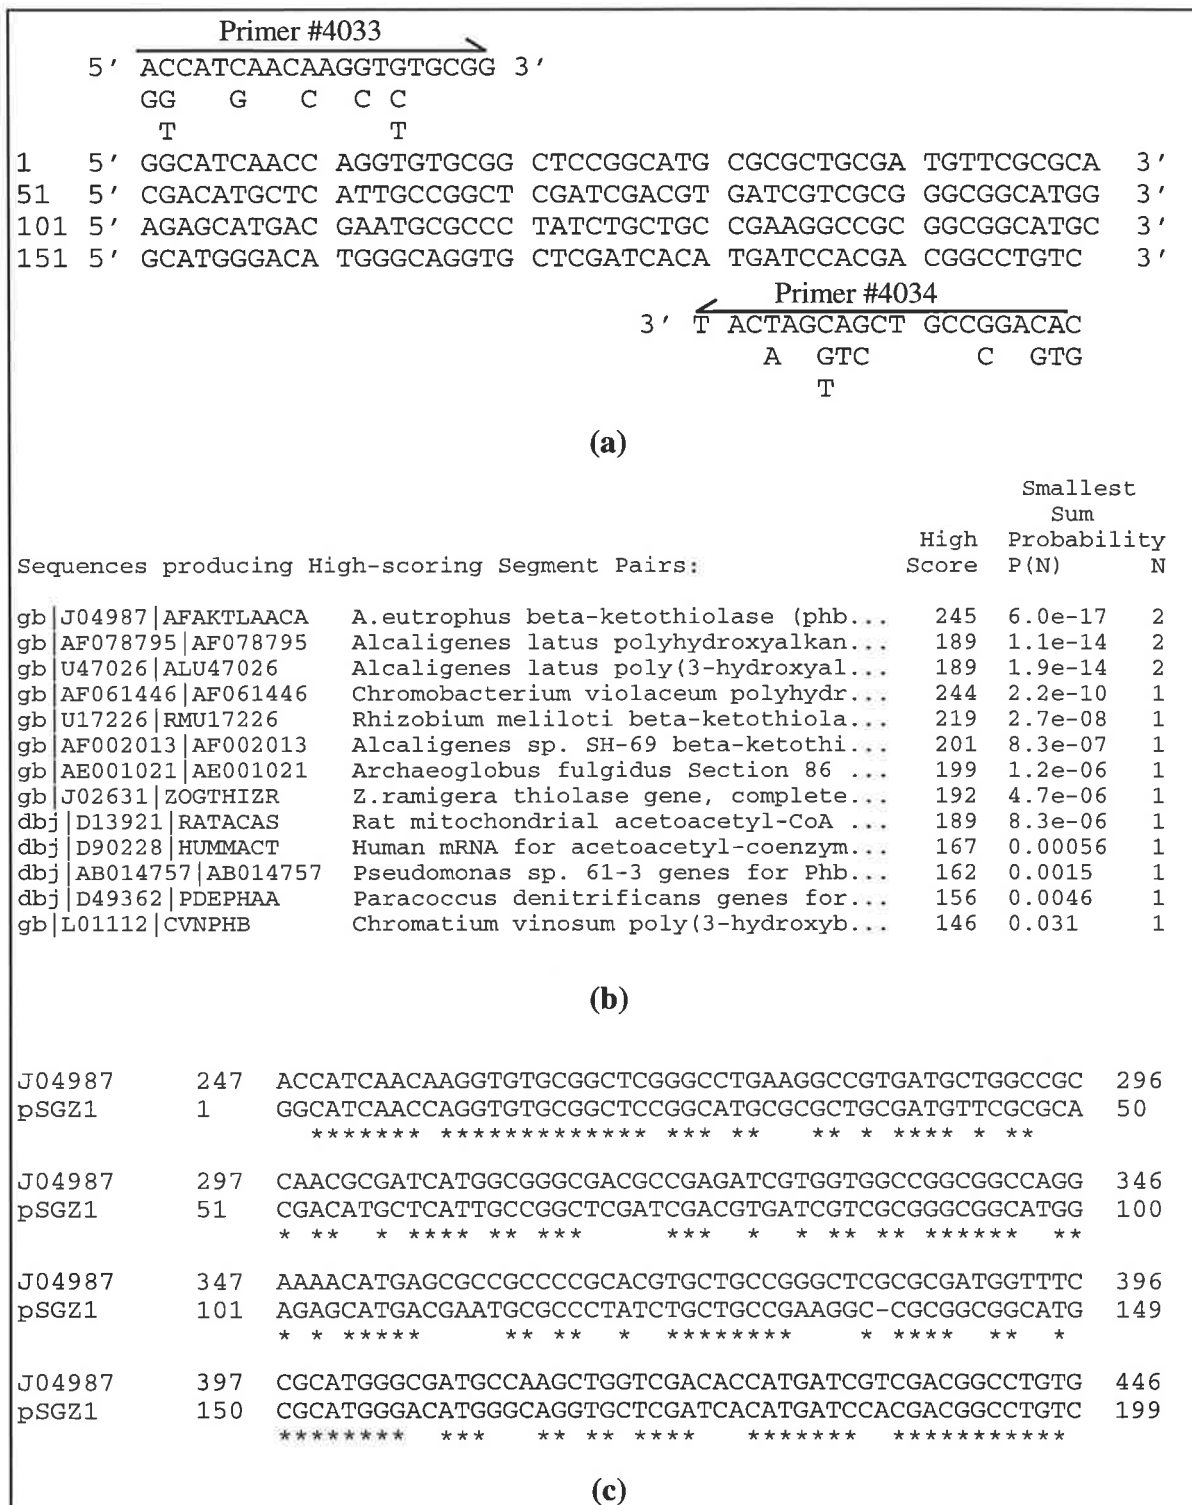 Primer #4033
5' ACCATCAACAAGGTGTGCGG 3'
GG G C C C
T T
1 5' GGCATCAACC AGGTGTGCGG CTCCGGCATG CGCGCTGCGA TGTTCGCGCA 3'
51 5' CGACATGCTC ATTGCCGGCT CGATCGACGT GATCGTCGCG GGCGGCATGG 3'
101 5' AGAGCATGAC GAATGCGCCC TATCTGCTGC CGAAGGCCGC GGCGGCATGC 3'
151 5' GCATGGGACA TGGGCAGGTG CTCGATCACA TGATCCACGA CGGCCTGTC 3'
Primer #4034
3' T ACTAGCAGCT GCCGGACAC
A GTC C GTG
T
(a)
Smallest
Sum
High Probability
Sequences producing High-scoring Segment Pairs: Score P(N) N
gb|J04987|AFAKTLAACA A.eutrophus beta-ketothiolase (phb... 245 6.0e-17 2
gb|AF078795|AF078795 Alcaligenes latus polyhydroxyalkan... 189 1.1e-14 2
gb|U47026|ALU47026 Alcaligenes latus poly(3-hydroxyal... 189 1.9e-14 2
gb|AF061446|AF061446 Chromobacterium violaceum polyhydr... 244 2.2e-10 1
gb|U17226|RMU17226 Rhizobium meliloti beta-ketothiola... 219 2.7e-08 1
gb|AF002013|AF002013 Alcaligenes sp. SH-69 beta-ketothi... 201 8.3e-07 1
gb|AE001021|AE001021 Archaeoglobus fulgidus Section 86 ... 199 1.2e-06 1
gb|J02631|ZOGTHIZR Z.ramigera thiolase gene, complete... 192 4.7e-06 1
dbj|D13921|RATACAS Rat mitochondrial acetoacetyl-CoA ... 189 8.3e-06 1
dbj|D90228|HUMMACT Human mRNA for acetoacetyl-coenzym... 167 0.00056 1
dbj|AB014757|AB014757 Pseudomonas sp. 61-3 genes for Phb... 162 0.0015 1
dbj|D49362|PDEPHAA Paracoccus denitrificans genes for... 156 0.0046 1
gb|L01112|CVNPHB Chromatium vinosum poly(3-hydroxyb... 146 0.031 1
(b)
J04987 247 ACCATCAACAAGGTGTGCGGCTCGGGCCTGAAGGCCGTGATGCTGGCCGC 296
pSGZ1 1 GGCATCAACCAGGTGTGCGGCTCCGGCATGCGCGCTGCGATGTTCGCGCA 50
******* ************* *** ** ** * **** * **
J04987 297 CAACGCGATCATGGCGGGCGACGCCGAGATCGTGGTGGCCGGCGGCCAGG 346
pSGZ1 51 CGACATGCTCATTGCCGGCTCGATCGACGTGATCGTCGCGGGCGGCATGG 100
* ** * **** ** *** *** * ** ** ****** **
J04987 347 AAAACATGAGCGCCGCCCCGCACGTGCTGCCGGGCTCGCGCGATGGTTTC 396
pSGZ1 101 AGAGCATGACGAATGCGCCCTATCTGCTGCCGAAGGC-CGCGGCGGCATG 149
* * ***** ** ** * ******** * **** ** *
J04987 397 CGCATGGGCGATGCCAAGCTGGTCGACACCATGATCGTCGACGGCCTGTG 446
pSGZ1 150 CGCATGGGACATGGGCAGGTGCTCGATCACATGATCCACGACGGCCTGTC 199
******** *** ** ** **** ******* ***********
(c)